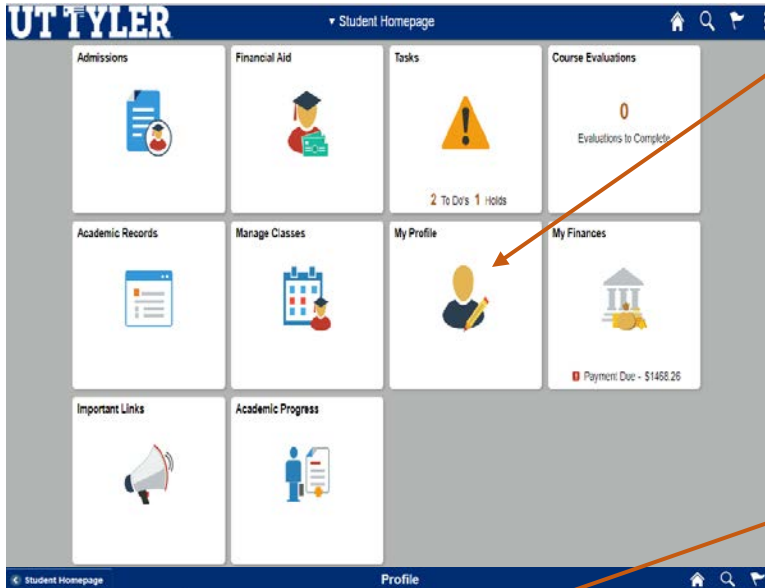 UT TYLER
▾ Student Homepage
Admissions
Financial Aid
Tasks
Course Evaluations
0
Evaluations to Complete
2 To Do's 1 Holds
Academic Records
Manage Classes
My Profile
My Finances
Payment Due - $1468.26
Important Links
Academic Progress
Student Homepage
Profile